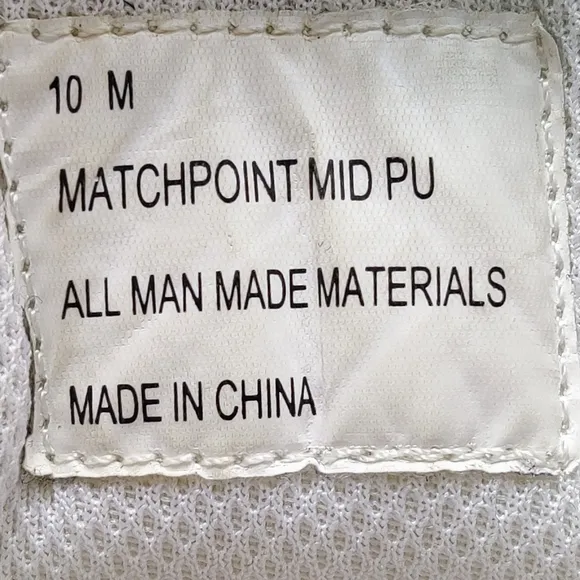 10 M
MATCHPOINT MID PU
ALL MAN MADE MATERIALS
MADE IN CHINA